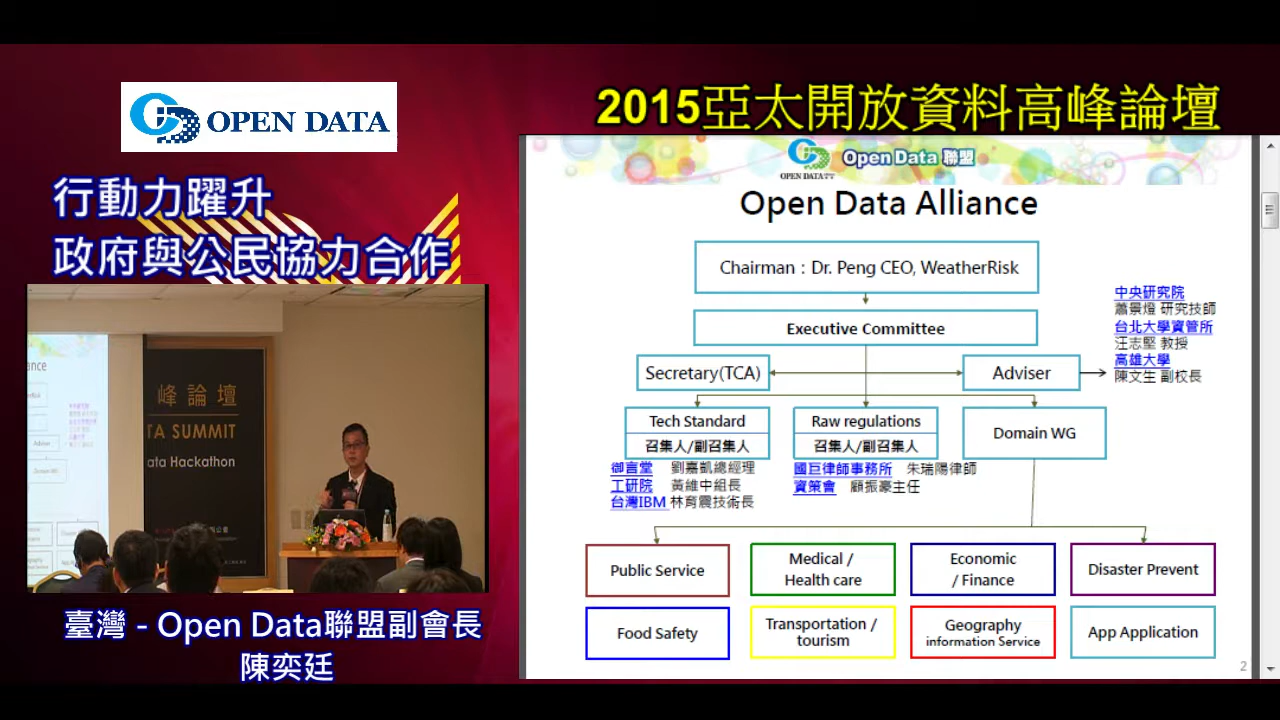 OPEN DATA
2015亞太開放資料高峰論壇
行動力躍升
政府與公民協力合作
OPEN DATA
Open Data 聯盟
Open Data Alliance
Chairman：Dr. Peng CEO, WeatherRisk
Executive Committee
Secretary(TCA)
Adviser
中央研究院
蕭景燈 研究技師
台北大學資管所
汪志堅 教授
高雄大學
陳文生 副校長
Tech Standard
召集人/副召集人
御言堂 劉嘉凱總經理
工研院 黃維中組長
台灣IBM 林育震技術長
Raw regulations
召集人/副召集人
國巨律師事務所 朱瑞陽律師
資策會 顧振豪主任
Domain WG
Public Service
Medical /
Health care
Economic
/ Finance
Disaster Prevent
Food Safety
Transportation /
tourism
Geography
information Service
App Application
2
iance
Adviser
Domain WG
峰論壇
TA SUMMIT
ata Hackathon
臺灣 - Open Data聯盟副會長
陳奕廷